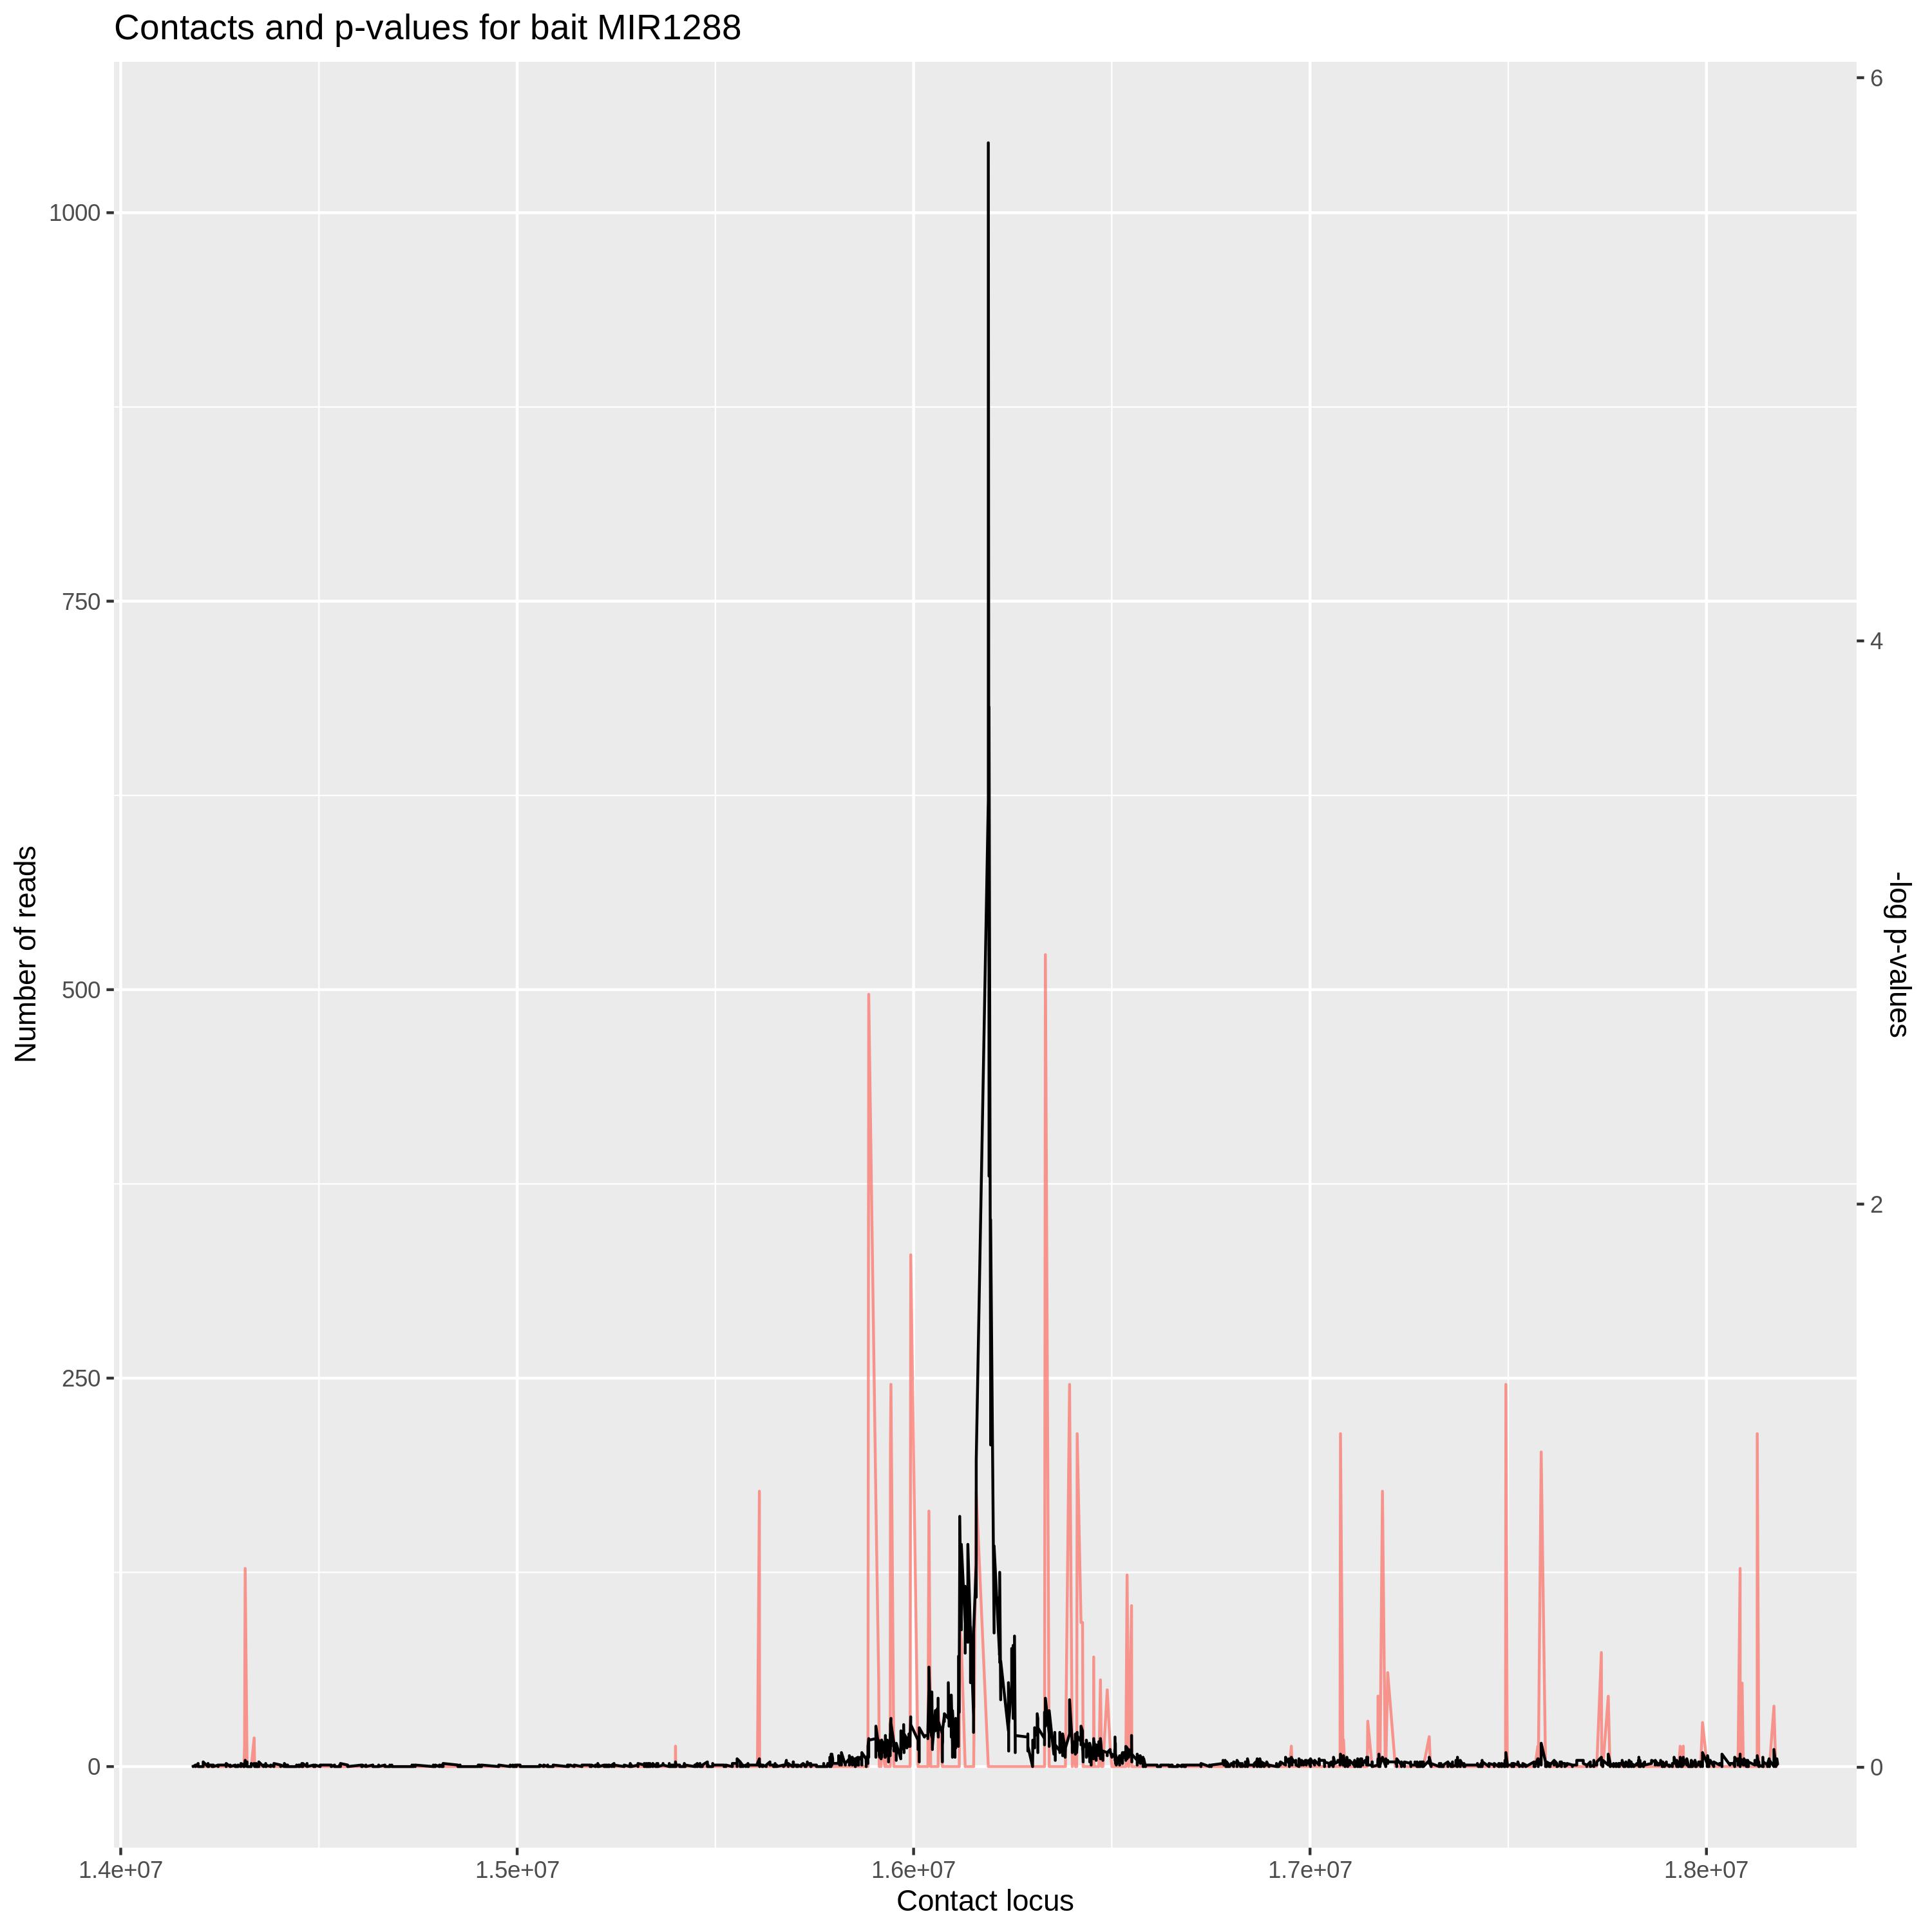 Contacts and p-values for bait MIR1288
6
1000
750
4
Number of reads
-log p-values
500
2
250
0
0
1.4e+07 1.5e+07 1.6e+07 1.7e+07 1.8e+07
Contact locus